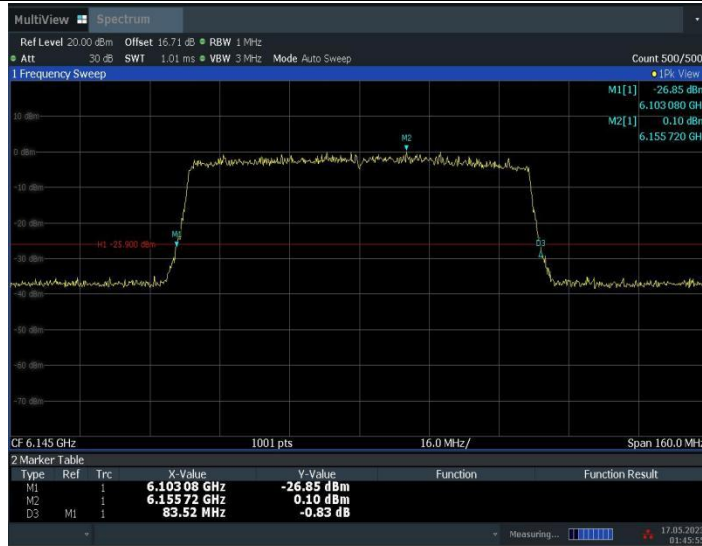 MultiView Spectrum
Ref Level 20.00 dBm Offset 16.71 dB RBW 1 MHz
Att 30 dB SWT 1.01 ms VBW 3 MHz Mode Auto Sweep Count 500/500
1 Frequency Sweep 1Pk View
M1[1] -26.85 dBm
6.103 080 GH
M2[1] 0.10 dBm
6.155 720 GH
10 dBm
M2
0 dBm
-10 dBm
-20 dBm
M1
H1 -25.900 dBm
D3
-30 dBm
-40 dBm
-50 dBm
-60 dBm
-70 dBm
CF 6.145 GHz 1001 pts 16.0 MHz/ Span 160.0 MHz
2 Marker Table
Type Ref Trc X-Value Y-Value Function Function Result
M1 1 6.103 08 GHz -26.85 dBm
M2 1 6.155 72 GHz 0.10 dBm
D3 M1 1 83.52 MHz -0.83 dB
Measuring... 17.05.2023
01:45:55